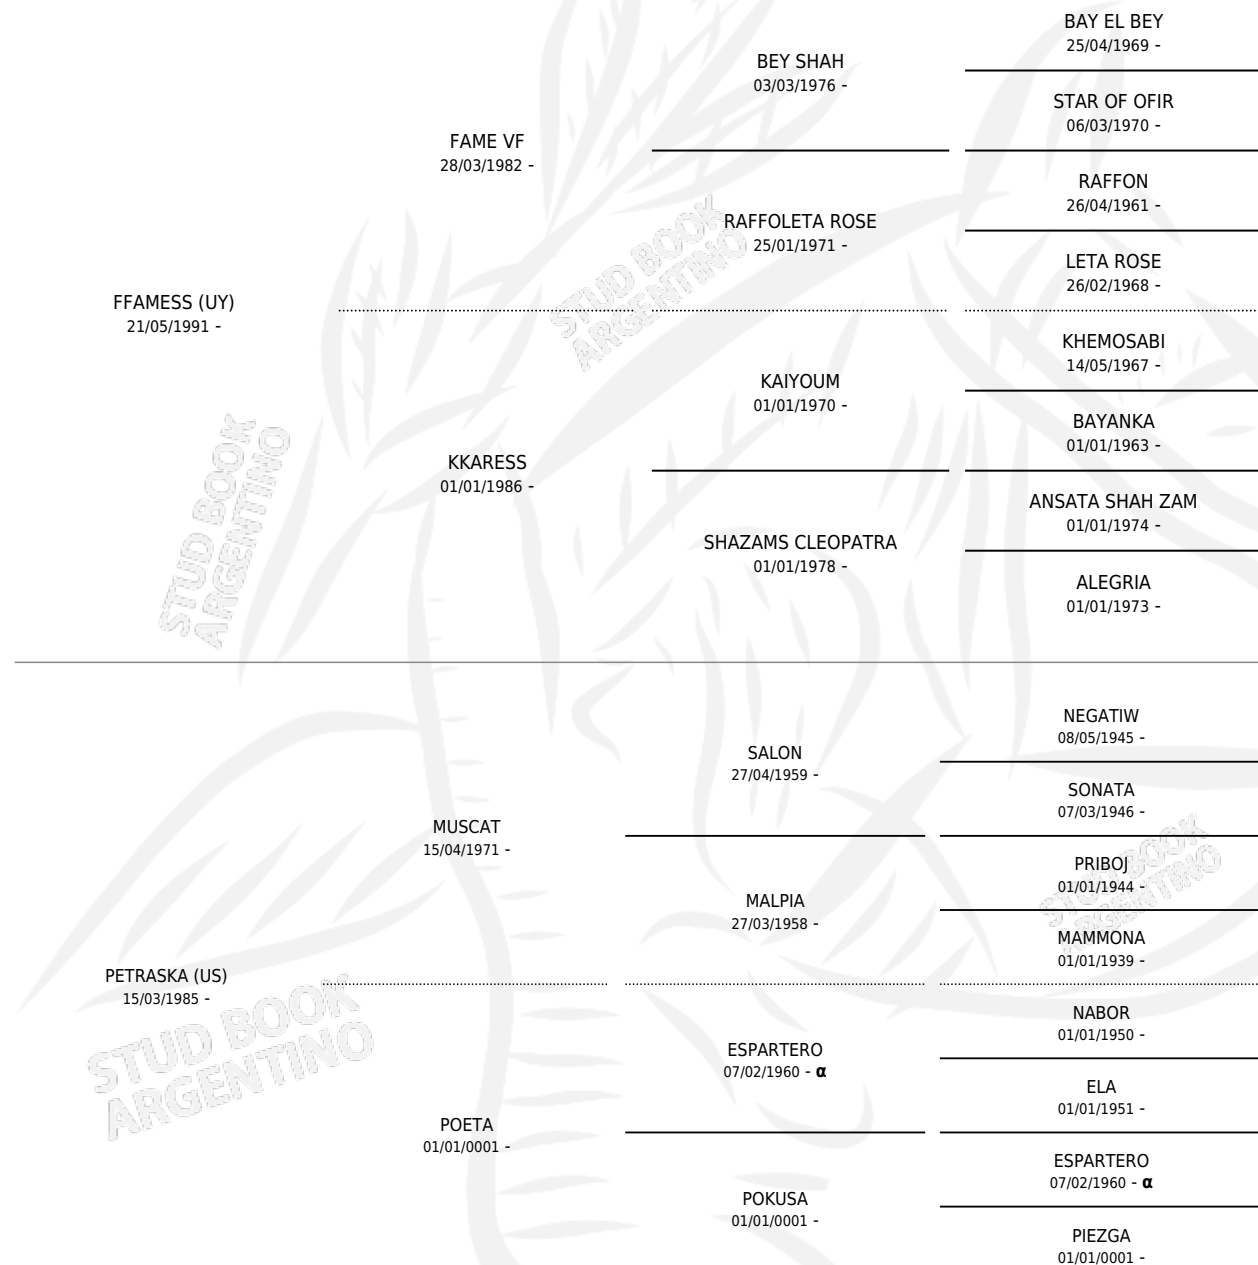 BAY EL BEY
25/04/1969 -
BEY SHAH
03/03/1976 -
STAR OF OFIR
06/03/1970 -
FAME VF
28/03/1982 -
RAFFON
26/04/1961 -
RAFFOLETA ROSE
25/01/1971 -
LETA ROSE
26/02/1968 -
FFAMESS (UY)
21/05/1991 -
KHEMOSABI
14/05/1967 -
KAIYOUM
01/01/1970 -
BAYANKA
01/01/1963 -
KKARESS
01/01/1986 -
ANSATA SHAH ZAM
01/01/1974 -
SHAZAMS CLEOPATRA
01/01/1978 -
ALEGRIA
01/01/1973 -
NEGATIW
08/05/1945 -
SALON
27/04/1959 -
SONATA
07/03/1946 -
MUSCAT
15/04/1971 -
PRIBOJ
01/01/1944 -
MALPIA
27/03/1958 -
MAMMONA
01/01/1939 -
PETRASKA (US)
15/03/1985 -
NABOR
01/01/1950 -
ESPARTERO
07/02/1960 - α
ELA
01/01/1951 -
POETA
01/01/0001 -
ESPARTERO
07/02/1960 - α
POKUSA
01/01/0001 -
PIEZGA
01/01/0001 -
STUD BOOK
ARGENTINO
STUD BOOK
ARGENTINO
STUD BOOK
ARGENTINO
STUD BOOK
ARGENTINO